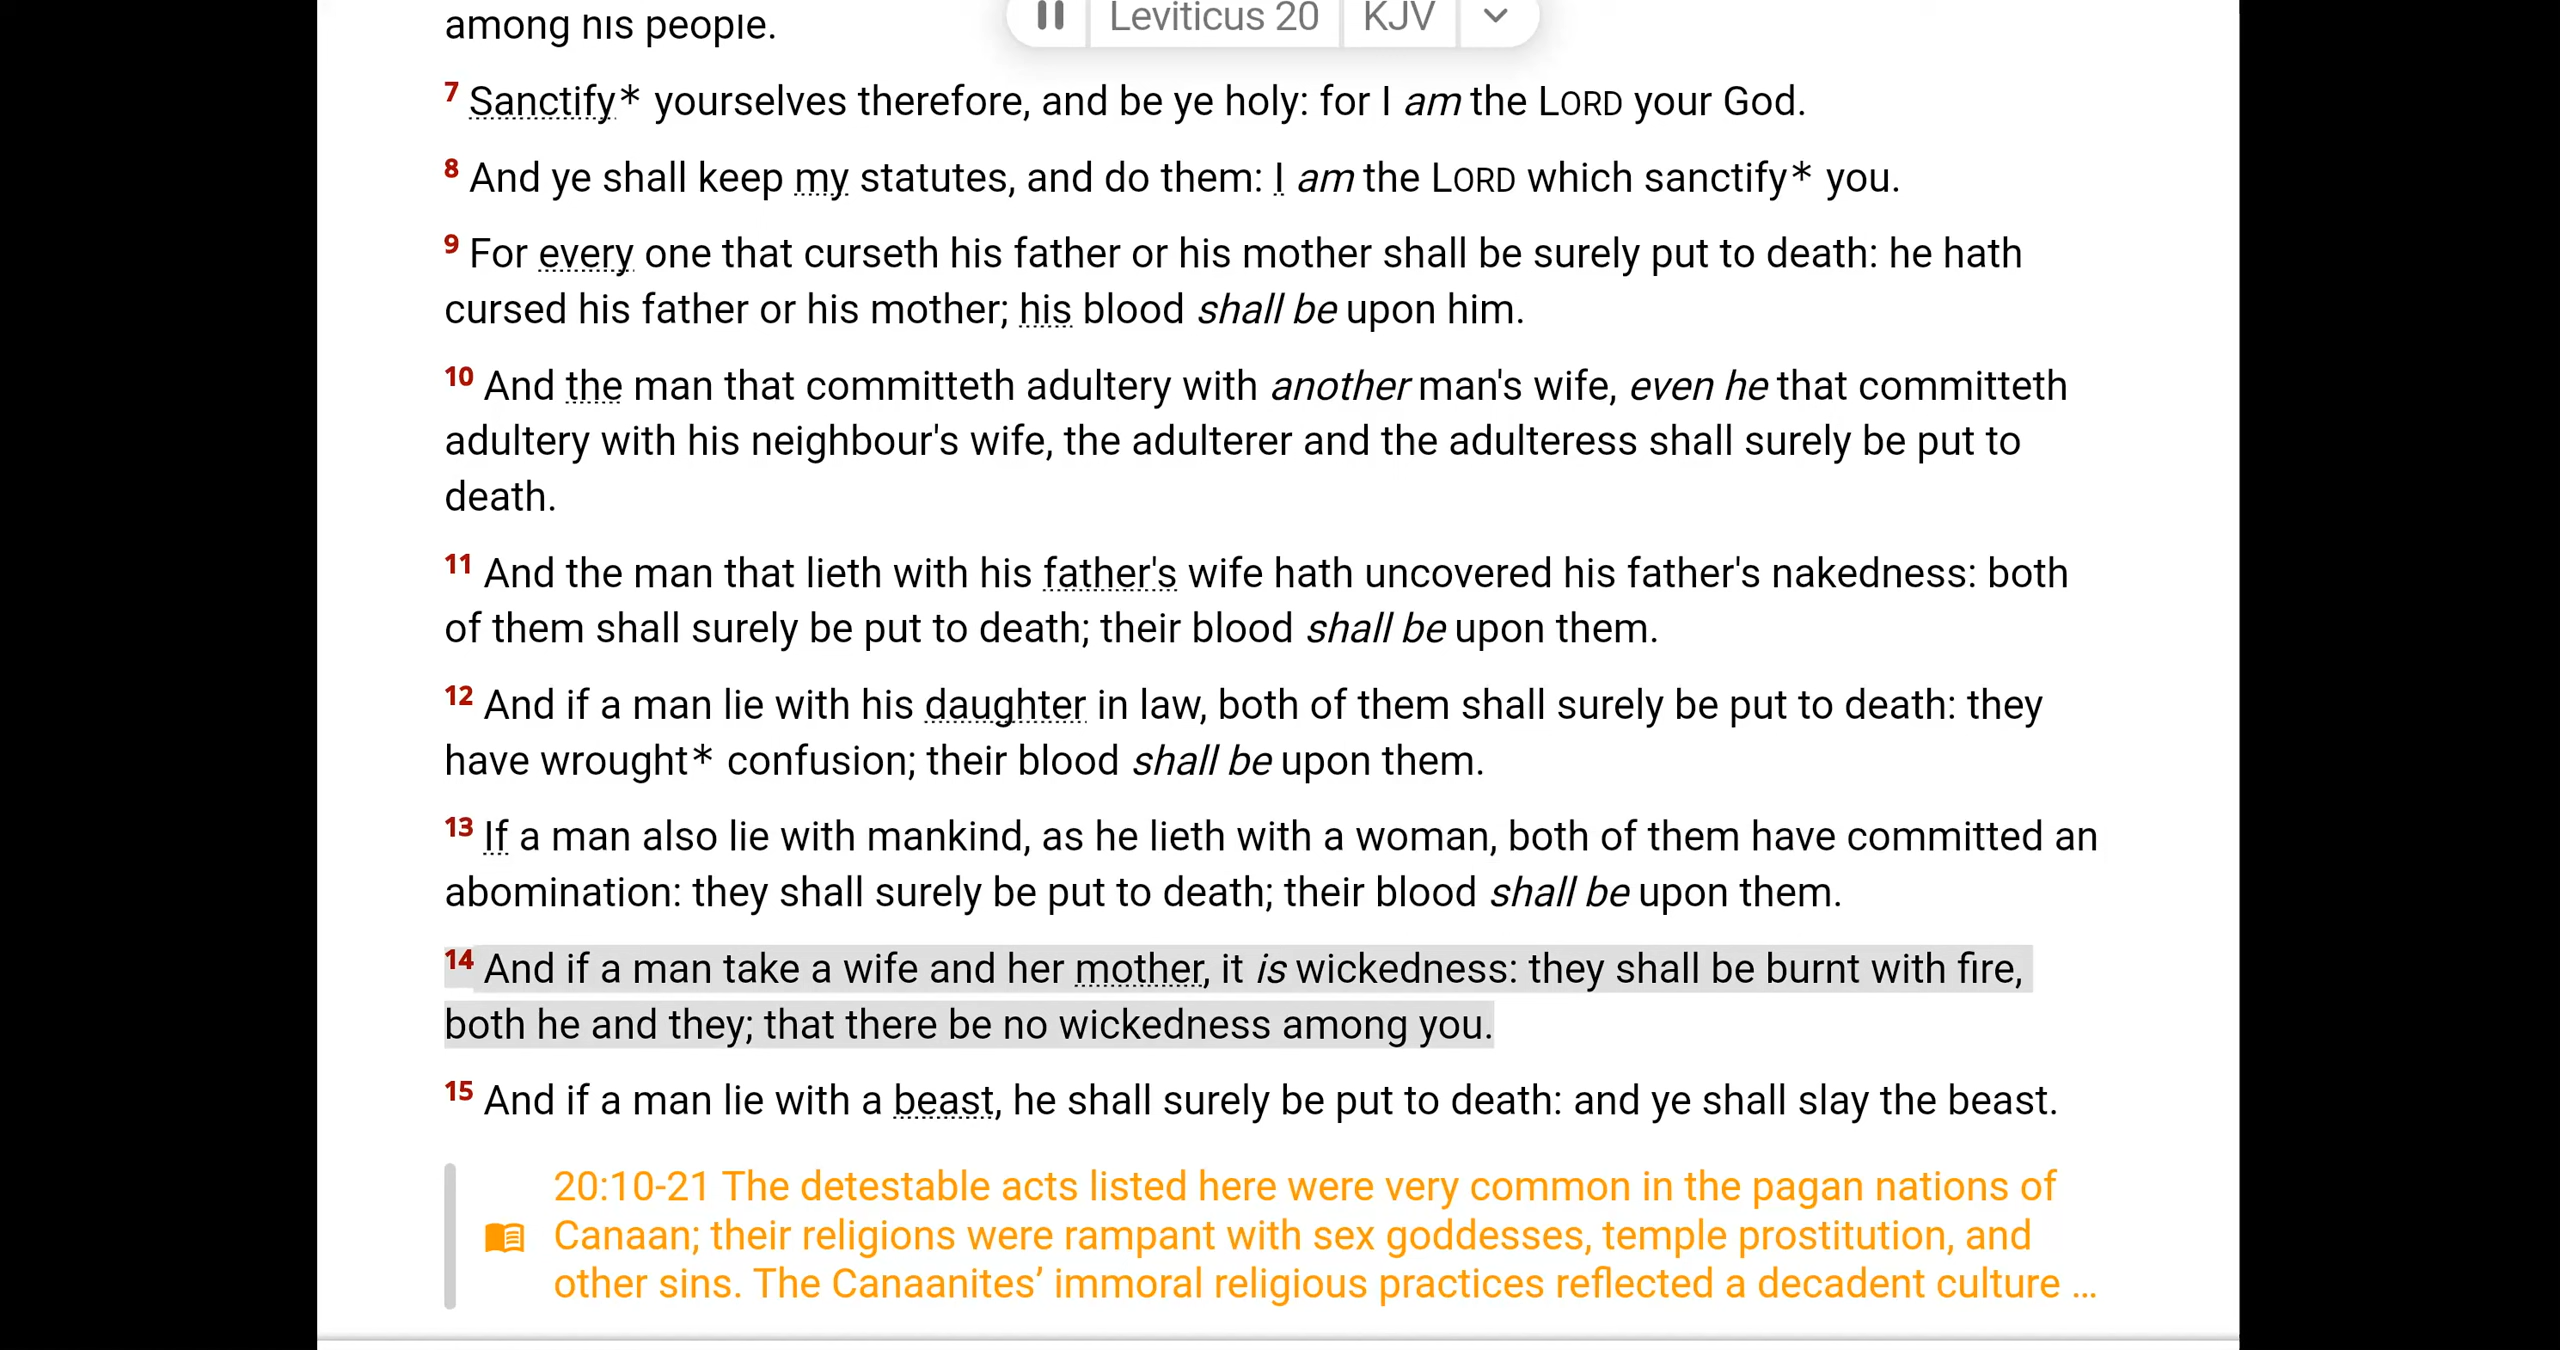 among his people.
Leviticus 20 KJV
7 Sanctify* yourselves therefore, and be ye holy: for I am the LORD your God.
8 And ye shall keep my statutes, and do them: I am the LORD which sanctify* you.
9 For every one that curseth his father or his mother shall be surely put to death: he hath
cursed his father or his mother; his blood shall be upon him.
10 And the man that committeth adultery with another man's wife, even he that committeth
adultery with his neighbour's wife, the adulterer and the adulteress shall surely be put to
death.
11 And the man that lieth with his father's wife hath uncovered his father's nakedness: both
of them shall surely be put to death; their blood shall be upon them.
12 And if a man lie with his daughter in law, both of them shall surely be put to death: they
have wrought* confusion; their blood shall be upon them.
13 If a man also lie with mankind, as he lieth with a woman, both of them have committed an
abomination: they shall surely be put to death; their blood shall be upon them.
14 And if a man take a wife and her mother, it is wickedness: they shall be burnt with fire,
both he and they; that there be no wickedness among you.
15 And if a man lie with a beast, he shall surely be put to death: and ye shall slay the beast.
20:10-21 The detestable acts listed here were very common in the pagan nations of
Canaan; their religions were rampant with sex goddesses, temple prostitution, and
other sins. The Canaanites’ immoral religious practices reflected a decadent culture ...